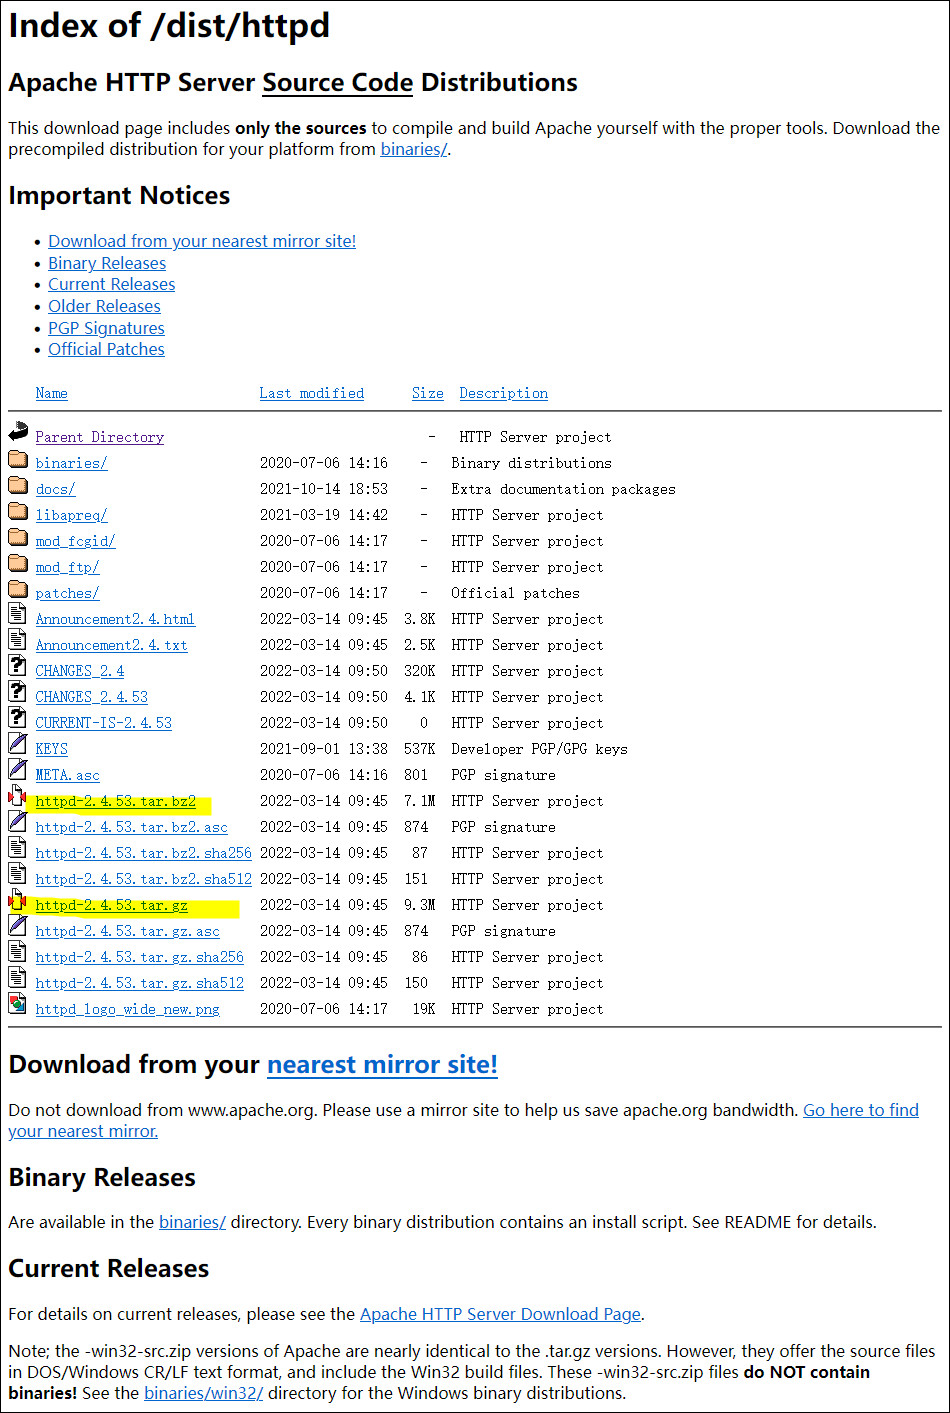 Index of /dist/httpd
Apache HTTP Server Source Code Distributions
This download page includes only the sources to compile and build Apache yourself with the proper tools. Download the
precompiled distribution for your platform from binaries/.
Important Notices
• Download from your nearest mirror site!
• Binary Releases
• Current Releases
• Older Releases
• PGP Signatures
• Official Patches
Name Last modified Size Description
Parent Directory - HTTP Server project
binaries/ 2020-07-06 14:16 - Binary distributions
docs/ 2021-10-14 18:53 - Extra documentation packages
libapreq/ 2021-03-19 14:42 - HTTP Server project
mod_fcgid/ 2020-07-06 14:17 - HTTP Server project
mod_ftp/ 2020-07-06 14:17 - HTTP Server project
patches/ 2020-07-06 14:17 - Official patches
Announcement2.4.html 2022-03-14 09:45 3.8K HTTP Server project
Announcement2.4.txt 2022-03-14 09:45 2.5K HTTP Server project
CHANGES_2.4 2022-03-14 09:50 320K HTTP Server project
CHANGES_2.4.53 2022-03-14 09:50 4.1K HTTP Server project
CURRENT-IS-2.4.53 2022-03-14 09:50 0 HTTP Server project
KEYS 2021-09-01 13:38 537K Developer PGP/GPG keys
META.asc 2020-07-06 14:16 801 PGP signature
httpd-2.4.53.tar.bz2 2022-03-14 09:45 7.1M HTTP Server project
httpd-2.4.53.tar.bz2.asc 2022-03-14 09:45 874 PGP signature
httpd-2.4.53.tar.bz2.sha256 2022-03-14 09:45 87 HTTP Server project
httpd-2.4.53.tar.bz2.sha512 2022-03-14 09:45 151 HTTP Server project
httpd-2.4.53.tar.gz 2022-03-14 09:45 9.3M HTTP Server project
httpd-2.4.53.tar.gz.asc 2022-03-14 09:45 874 PGP signature
httpd-2.4.53.tar.gz.sha256 2022-03-14 09:45 86 HTTP Server project
httpd-2.4.53.tar.gz.sha512 2022-03-14 09:45 150 HTTP Server project
httpd_logo_wide_new.png 2020-07-06 14:17 19K HTTP Server project
Download from your nearest mirror site!
Do not download from www.apache.org. Please use a mirror site to help us save apache.org bandwidth. Go here to find
your nearest mirror.
Binary Releases
Are available in the binaries/ directory. Every binary distribution contains an install script. See README for details.
Current Releases
For details on current releases, please see the Apache HTTP Server Download Page.
Note; the -win32-src.zip versions of Apache are nearly identical to the .tar.gz versions. However, they offer the source files
in DOS/Windows CR/LF text format, and include the Win32 build files. These -win32-src.zip files do NOT contain
binaries! See the binaries/win32/ directory for the Windows binary distributions.